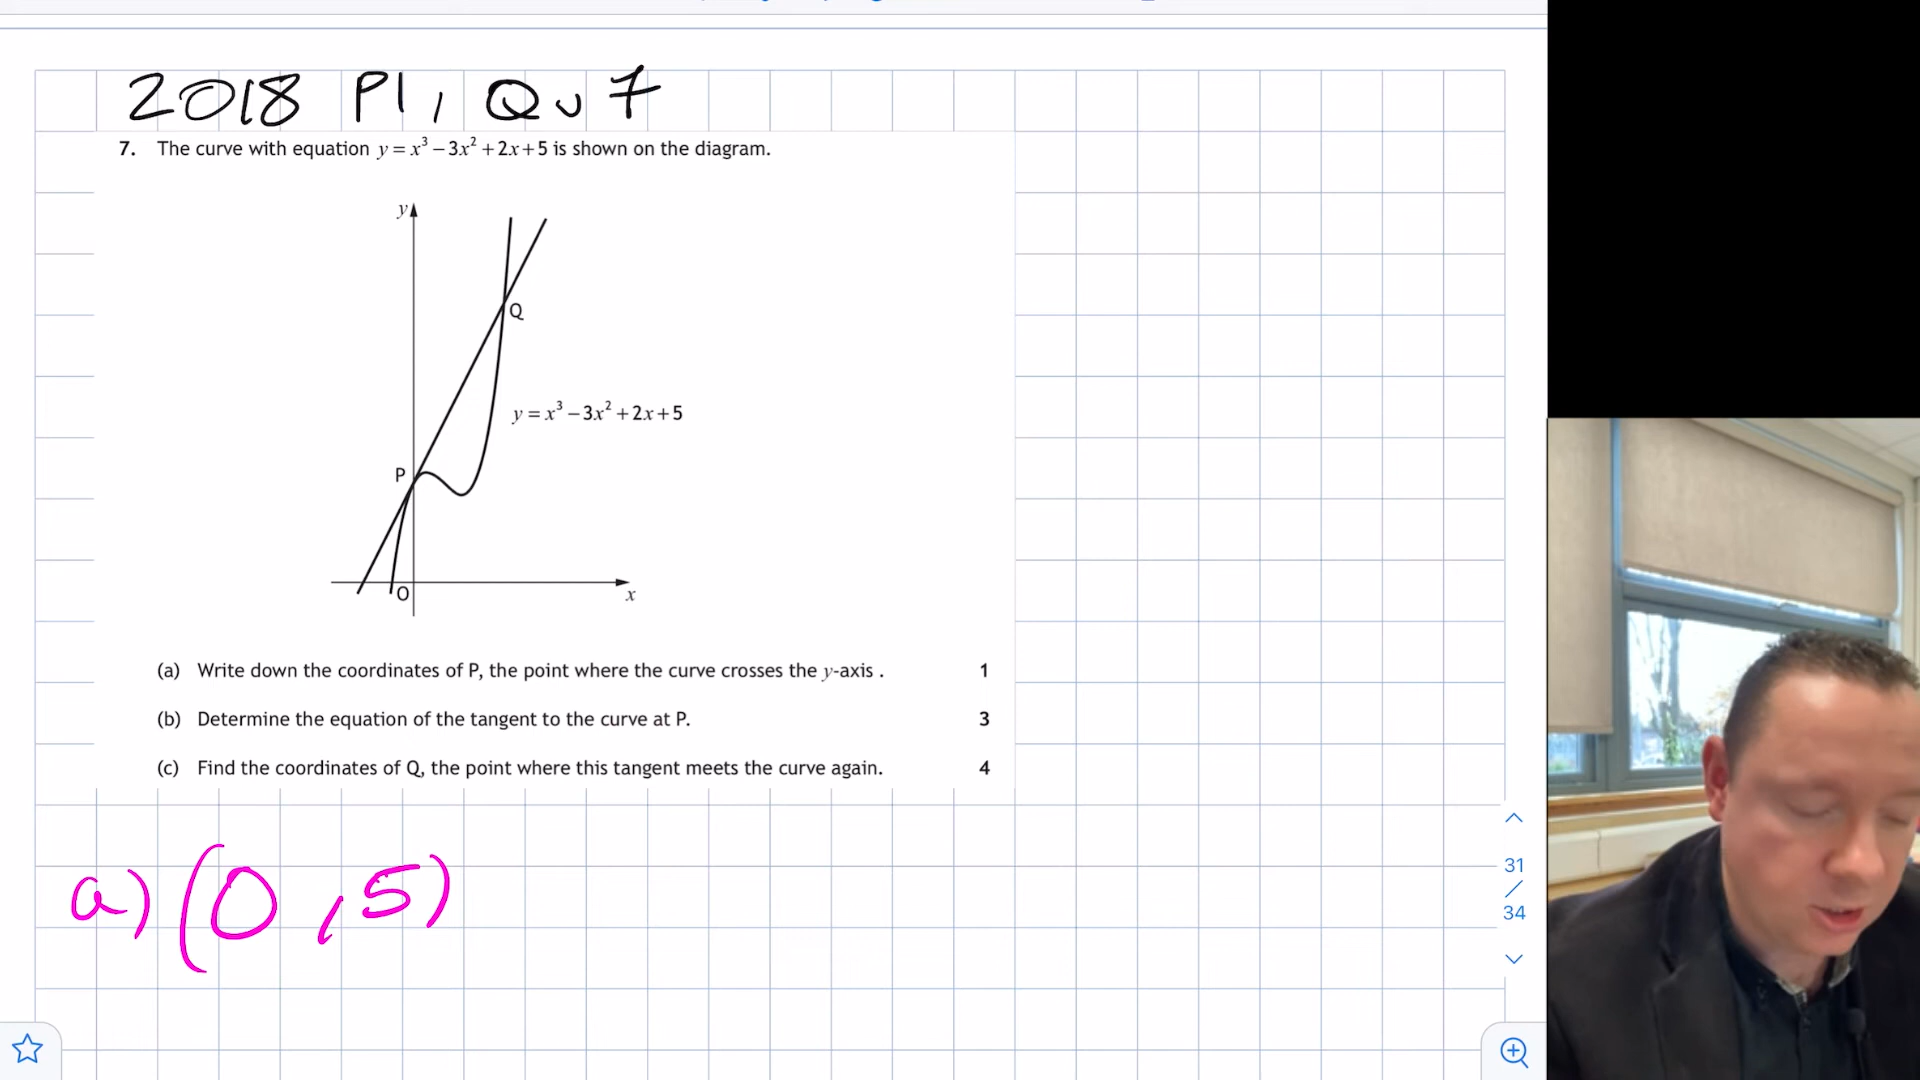 2018 P1, Qu 7
7. The curve with equation y = x³ − 3x² + 2x + 5 is shown on the diagram.
y
Q
y = x³ − 3x² + 2x + 5
P
O
x
(a) Write down the coordinates of P, the point where the curve crosses the y-axis . 1
(b) Determine the equation of the tangent to the curve at P. 3
(c) Find the coordinates of Q, the point where this tangent meets the curve again. 4
a) (0 , 5)
31
/
34